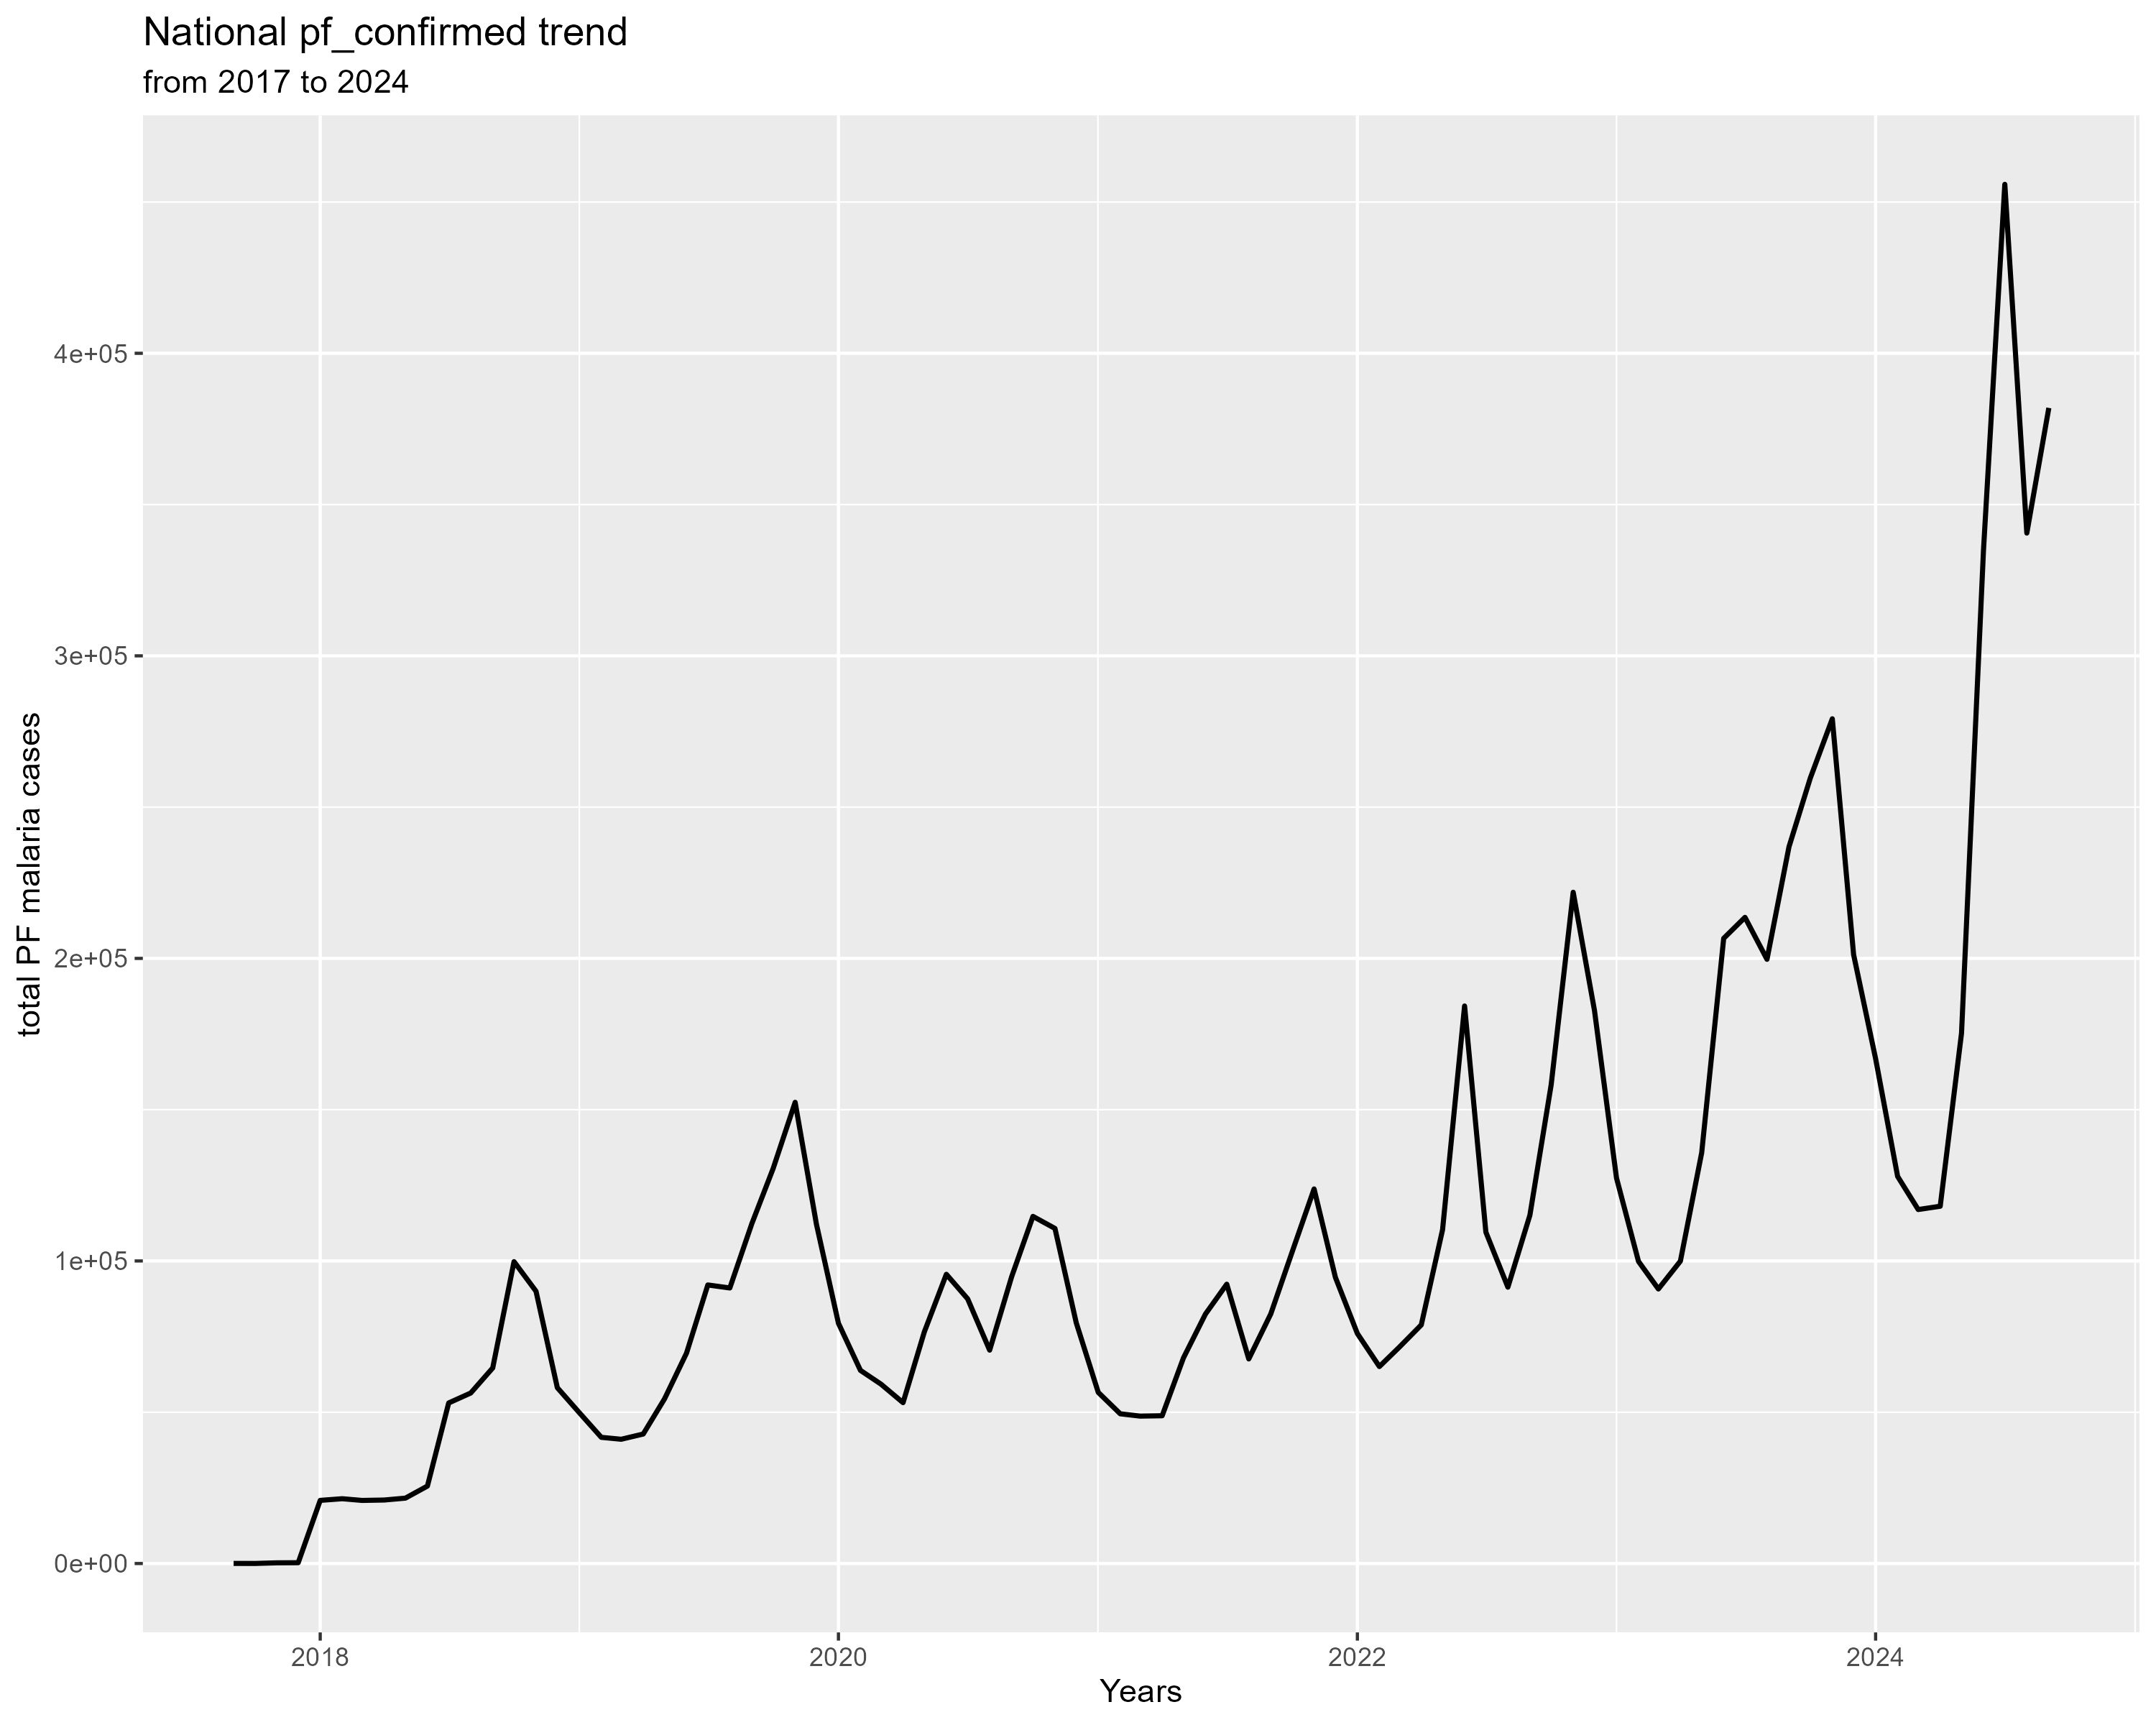 National pf_confirmed trend
from 2017 to 2024
total PF malaria cases
4e+05
3e+05
2e+05
1e+05
0e+00
2018
2020
2022
2024
Years